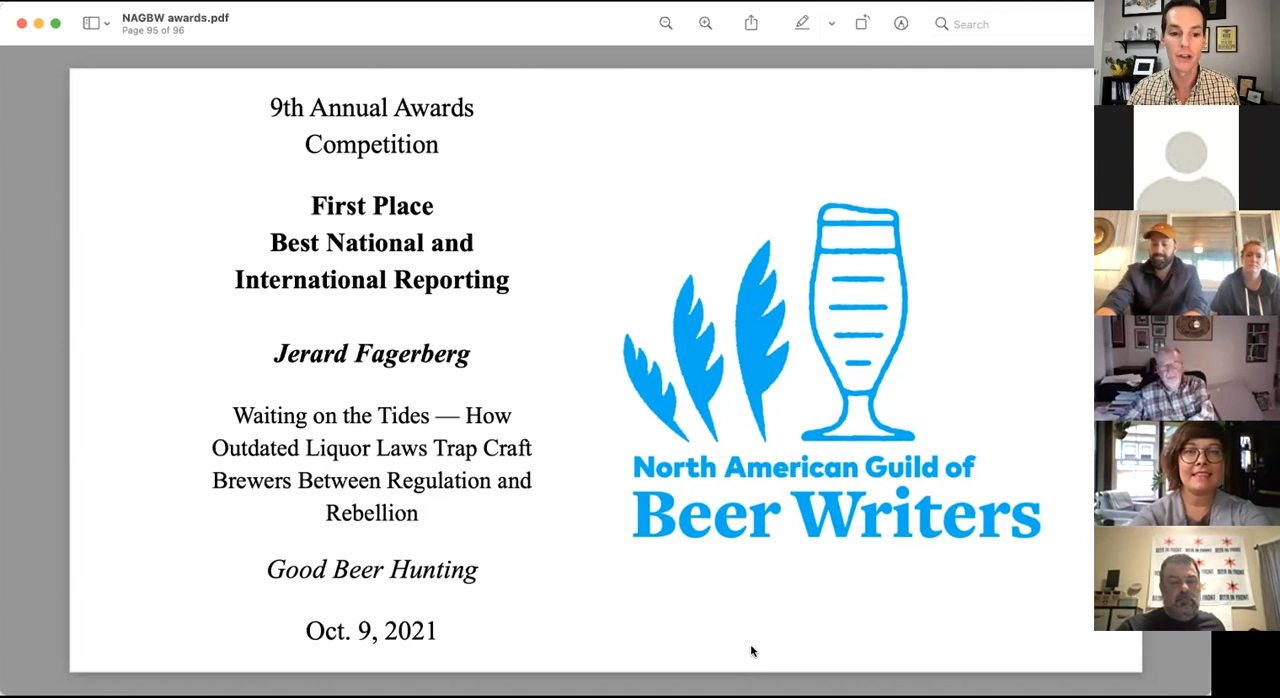 NAGBW awards.pdf
Page 95 of 96
Search
9th Annual Awards
Competition
First Place
Best National and
International Reporting
Jerard Fagerberg
Waiting on the Tides — How
Outdated Liquor Laws Trap Craft
Brewers Between Regulation and
Rebellion
Good Beer Hunting
Oct. 9, 2021
North American Guild of
Beer Writers